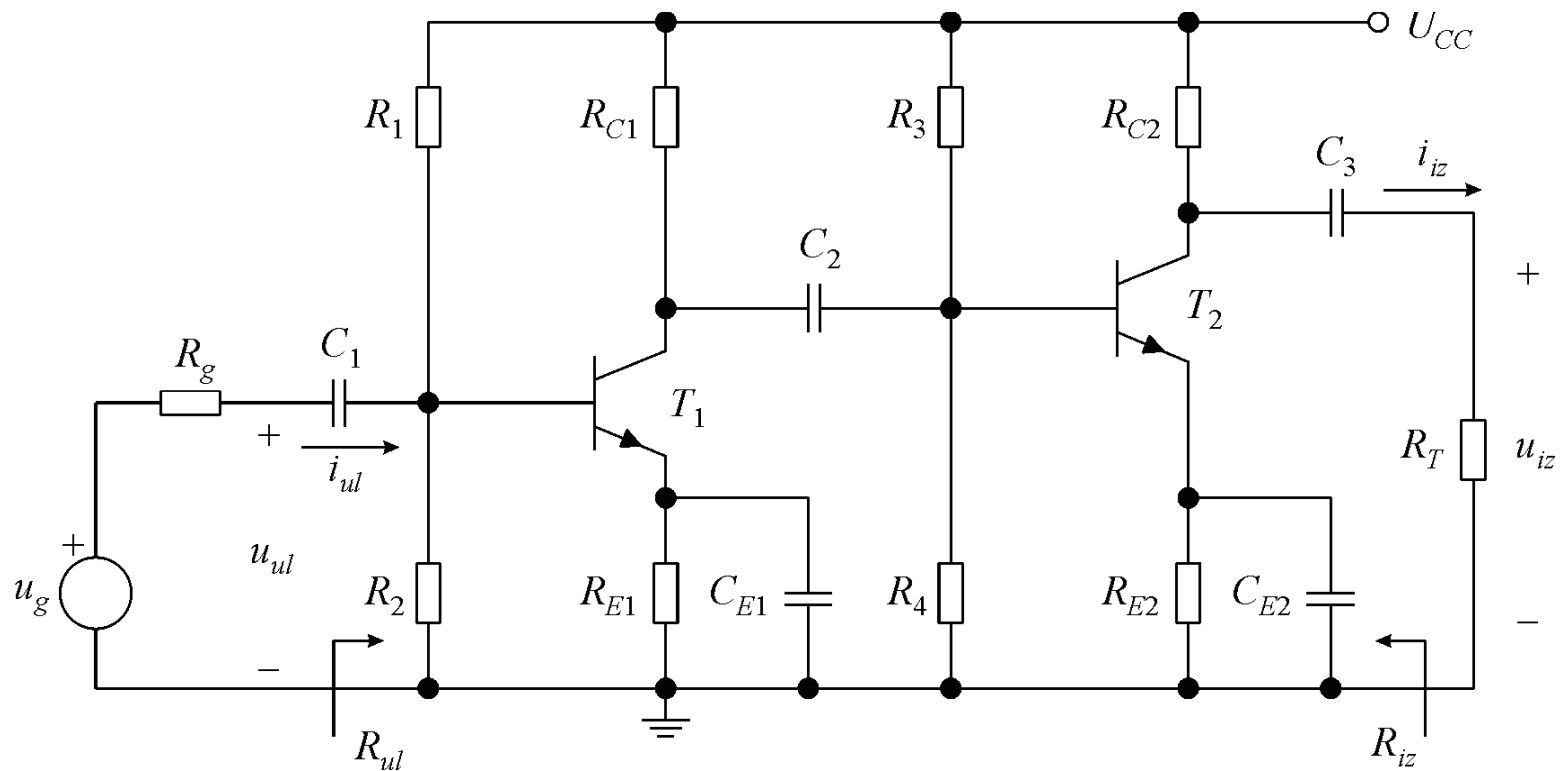 U_CC
R_1
R_C1
R_3
R_C2
C_3
i_iz
C_2
+
T_2
C_1
R_g
T_1
+
i_ul
R_T
u_iz
+
u_g
u_ul
R_2
R_E1
C_E1
R_4
R_E2
C_E2
−
−
R_ul
R_iz